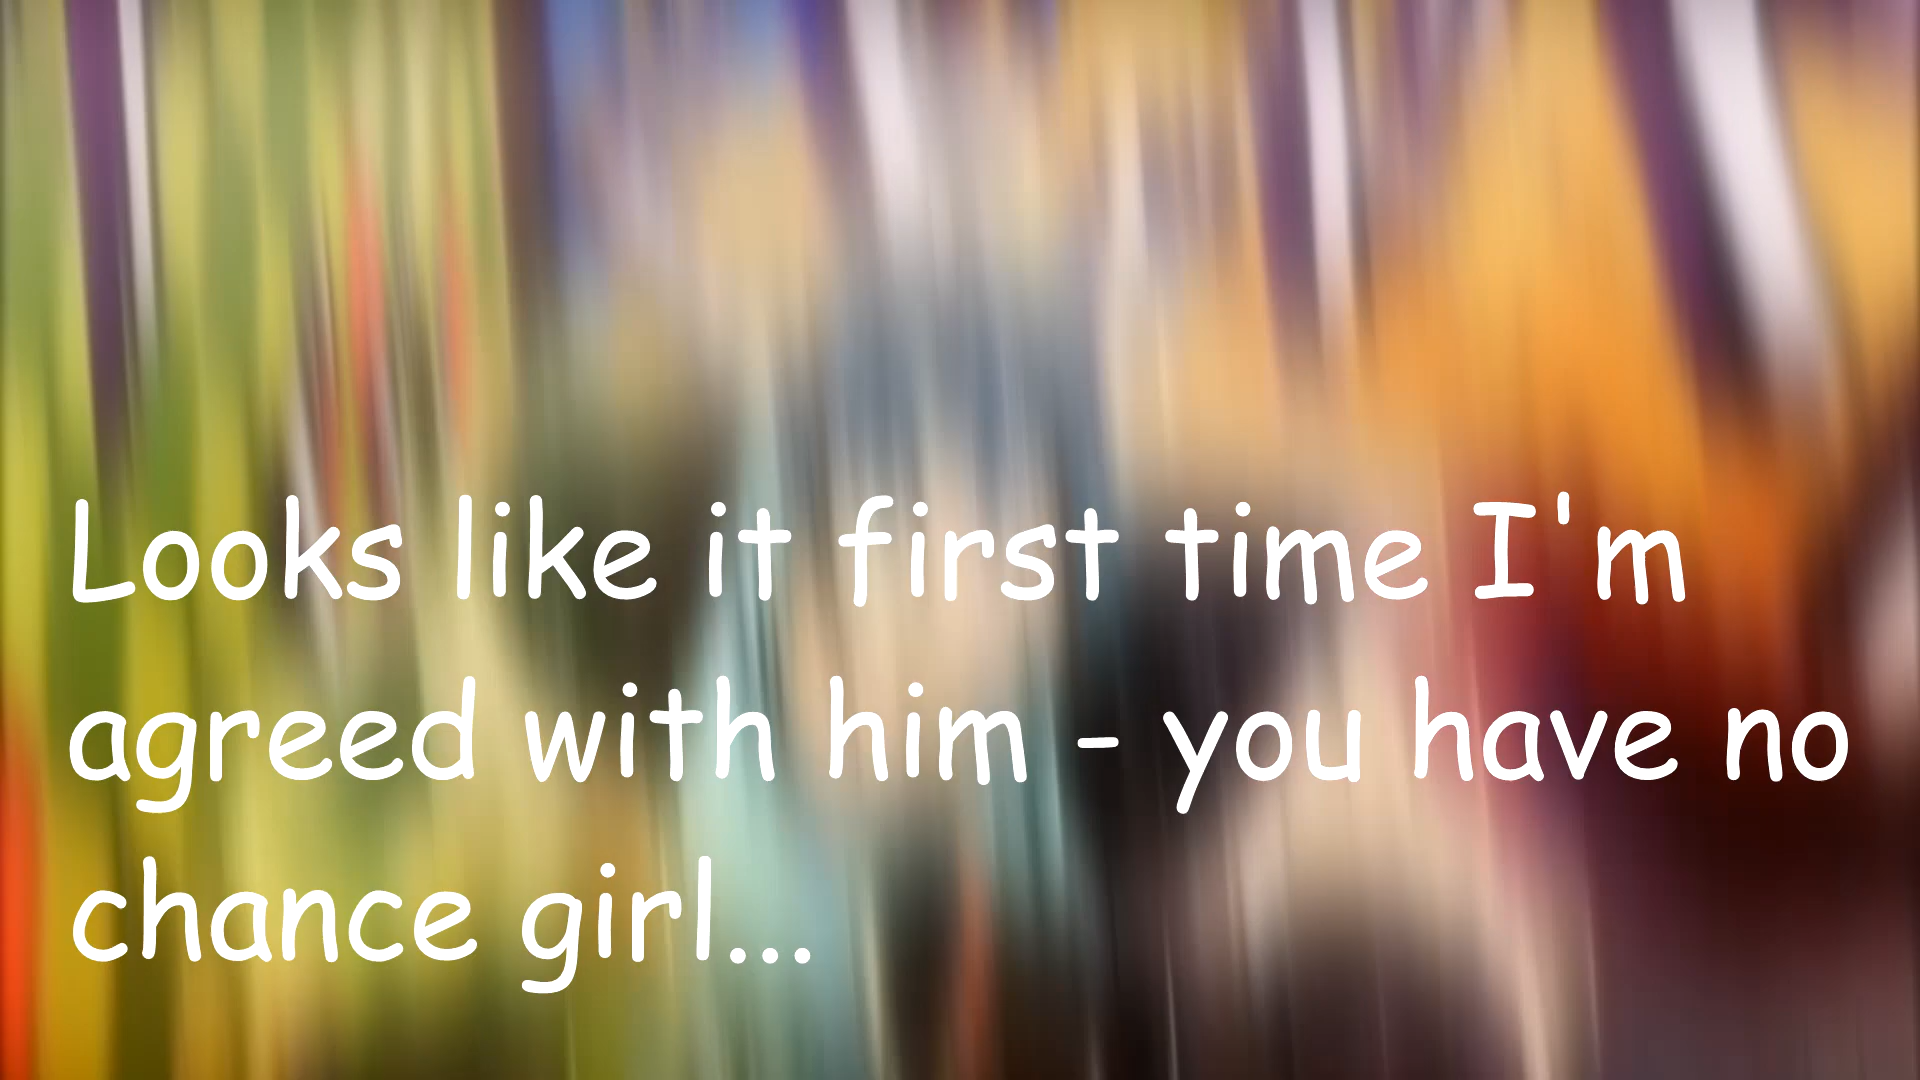 Looks like it first time I'm
agreed with him - you have no
chance girl...